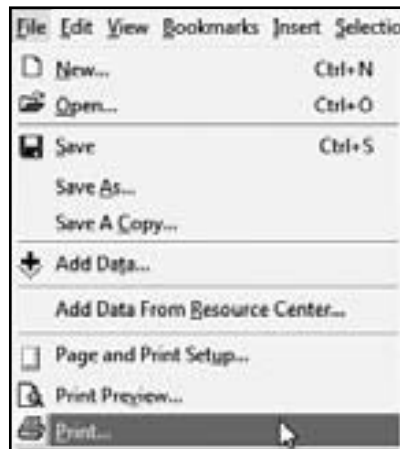 File Edit View Bookmarks Insert Selectio
New... Ctrl+N
Open... Ctrl+O
Save Ctrl+S
Save As...
Save A Copy...
Add Data...
Add Data From Resource Center...
Page and Print Setup...
Print Preview...
Print...